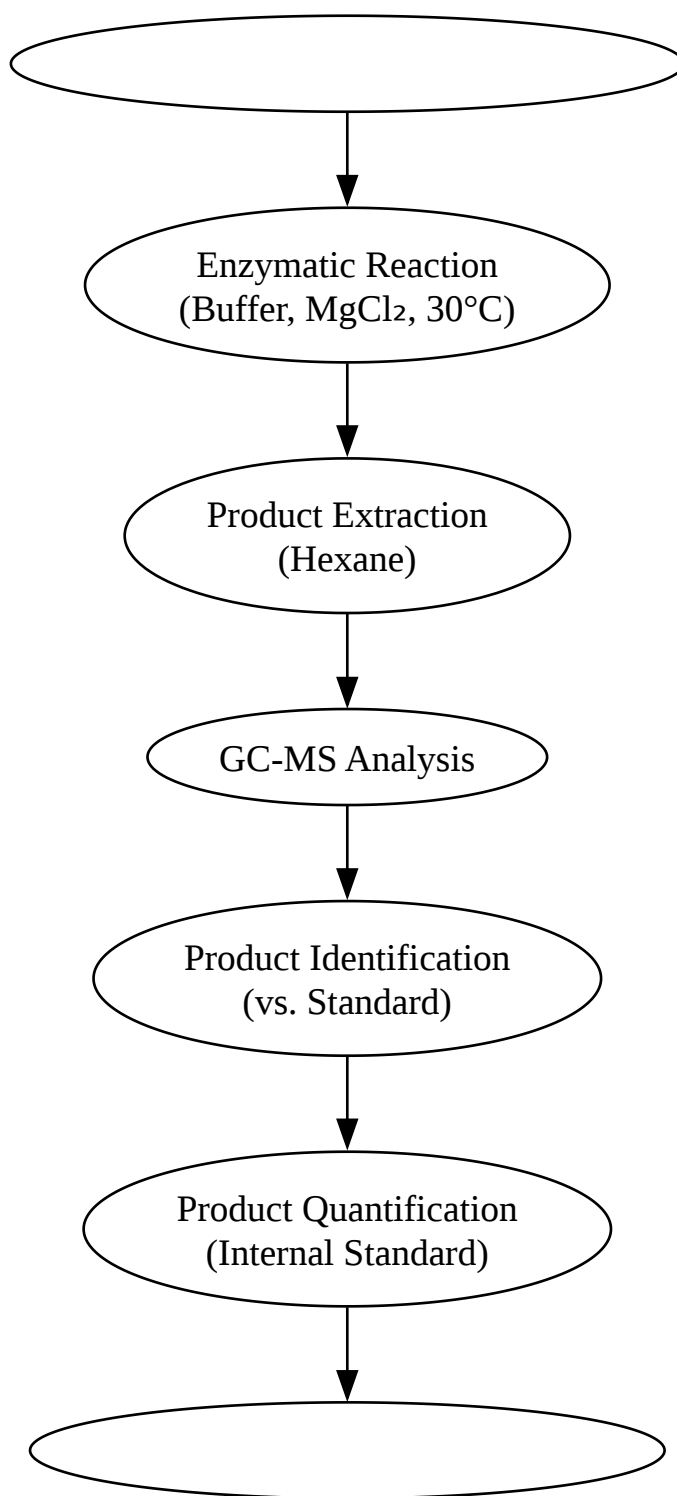 Enzymatic Reaction
(Buffer, MgCl₂, 30°C)
Product Extraction
(Hexane)
GC-MS Analysis
Product Identification
(vs. Standard)
Product Quantification
(Internal Standard)